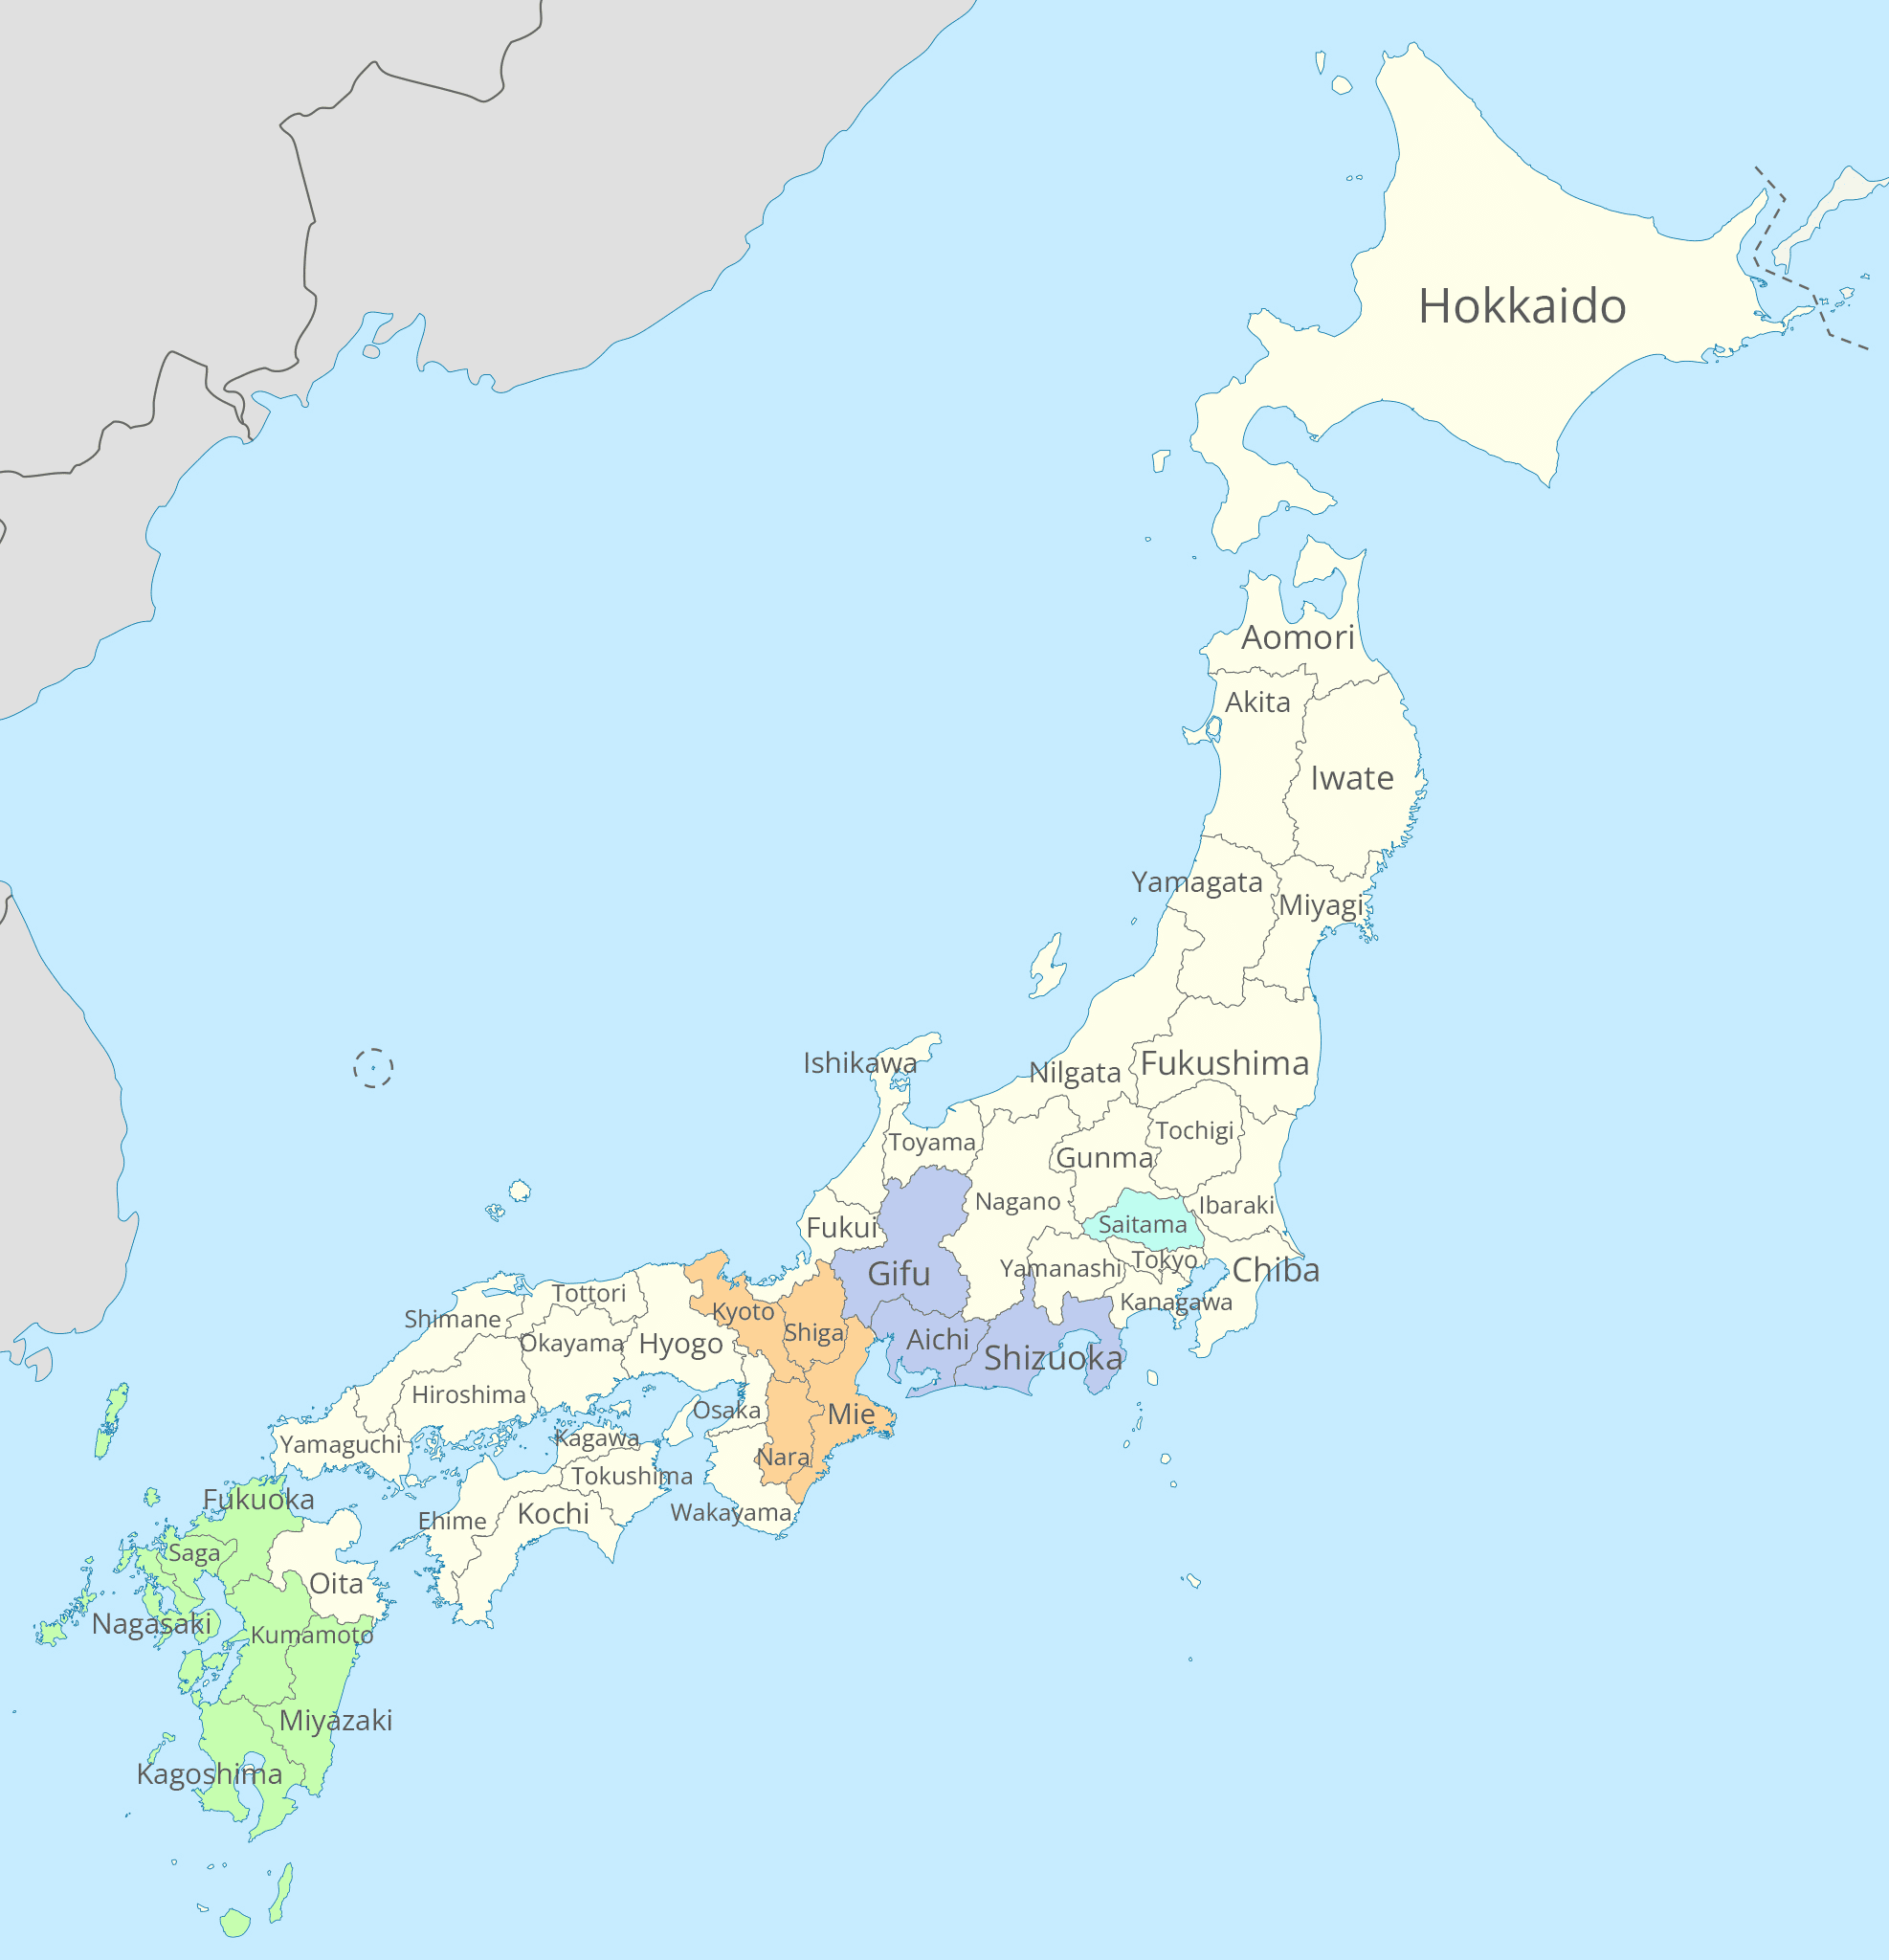 Hokkaido
Aomori
Akita
Iwate
Yamagata
Miyagi
Ishikawa
Nilgata
Fukushima
Toyama
Tochigi
Gunma
Nagano
Ibaraki
Fukui
Saitama
Gifu
Yamanashi
Tokyo
Chiba
Tottori
Kyoto
Kanagawa
Shimane
Okayama
Hyogo
Shiga
Aichi
Shizuoka
Hiroshima
Osaka
Mie
Yamaguchi
Kagawa
Nara
Tokushima
Fukuoka
Ehime
Kochi
Wakayama
Saga
Oita
Nagasaki
Kumamoto
Miyazaki
Kagoshima